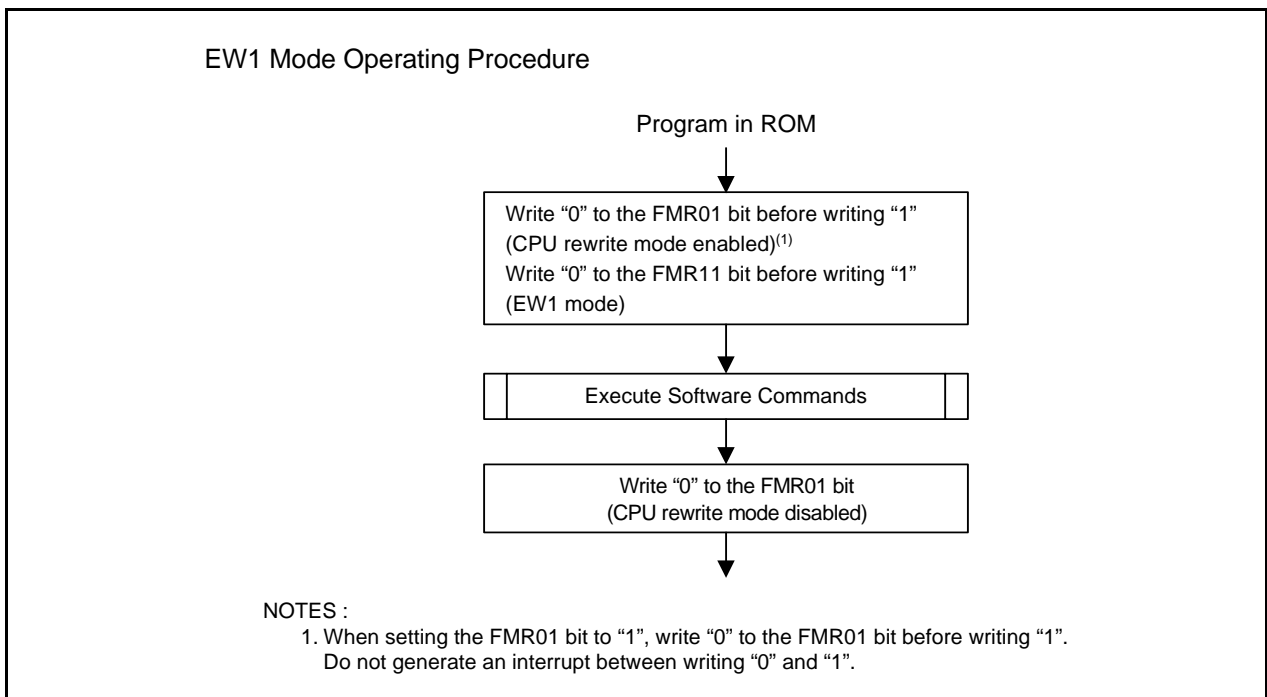 EW1 Mode Operating Procedure
Program in ROM
Write “0” to the FMR01 bit before writing “1”
(CPU rewrite mode enabled)(1)
Write “0” to the FMR11 bit before writing “1”
(EW1 mode)
Execute Software Commands
Write “0” to the FMR01 bit
(CPU rewrite mode disabled)
NOTES :
1. When setting the FMR01 bit to “1”, write “0” to the FMR01 bit before writing “1”.
Do not generate an interrupt between writing “0” and “1”.